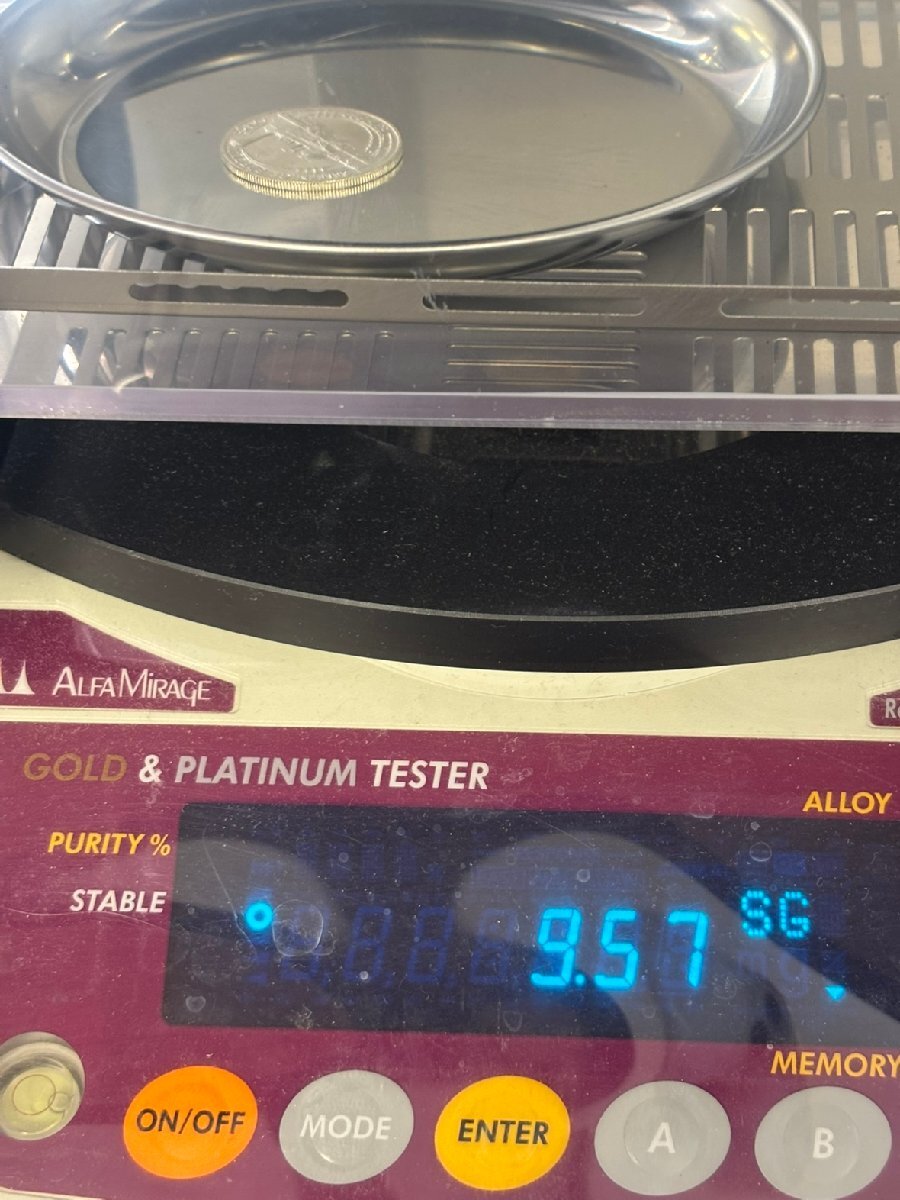 ALFAMIRAGE
GOLD & PLATINUM TESTER
ALLOY
PURITY %
STABLE
9.57 SG
MEMORY
ON/OFF
MODE
ENTER
A
B